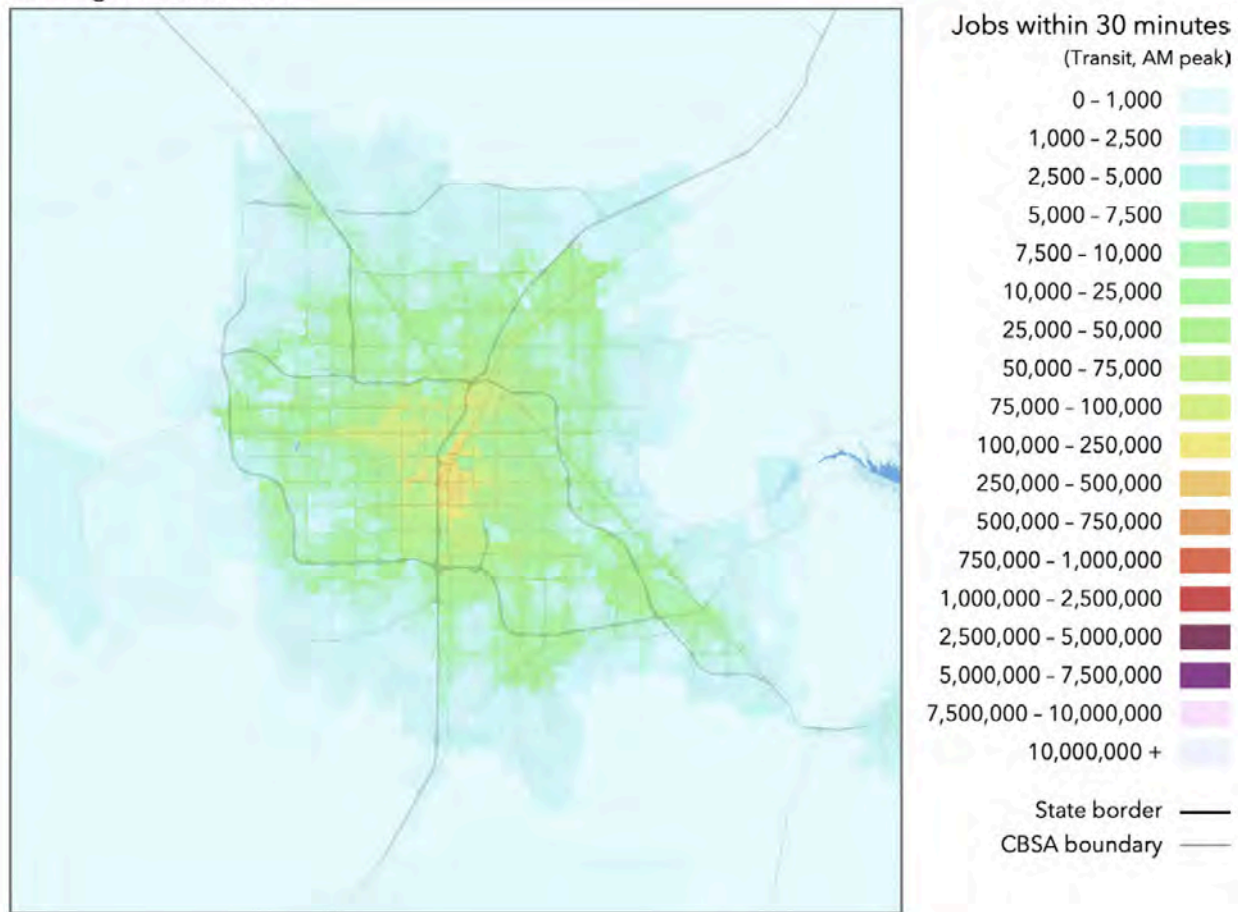 Jobs within 30 minutes
(Transit, AM peak)
0 – 1,000
1,000 – 2,500
2,500 – 5,000
5,000 – 7,500
7,500 – 10,000
10,000 – 25,000
25,000 – 50,000
50,000 – 75,000
75,000 – 100,000
100,000 – 250,000
250,000 – 500,000
500,000 – 750,000
750,000 – 1,000,000
1,000,000 – 2,500,000
2,500,000 – 5,000,000
5,000,000 – 7,500,000
7,500,000 – 10,000,000
10,000,000 +
State border
CBSA boundary